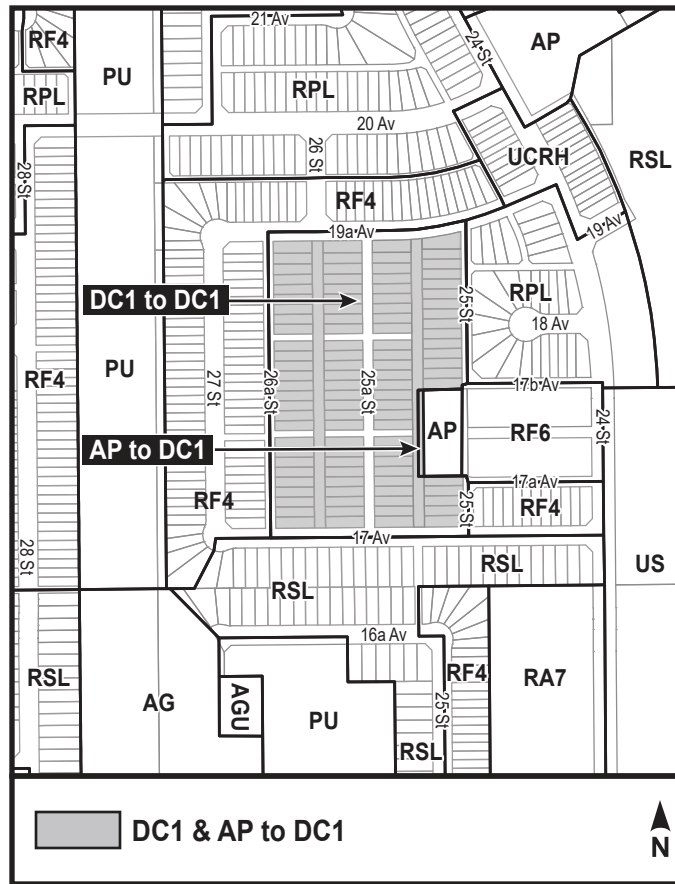 21 Av
24 St
RF4
PU
AP
RPL
RPL
20 Av
26 St
UCRH
RSL
28 St
RF4
19a Av
19 Av
DC1 to DC1
25 St
RPL
18 Av
PU
RF4
27 St
26a St
25a St
17b Av
24 St
AP to DC1
AP
RF6
17a Av
RF4
25 St
RF4
17 Av
28 St
RSL
RSL
US
16a Av
RSL
AG
AGU
PU
RF4
25 St
RA7
RSL
DC1 & AP to DC1
N